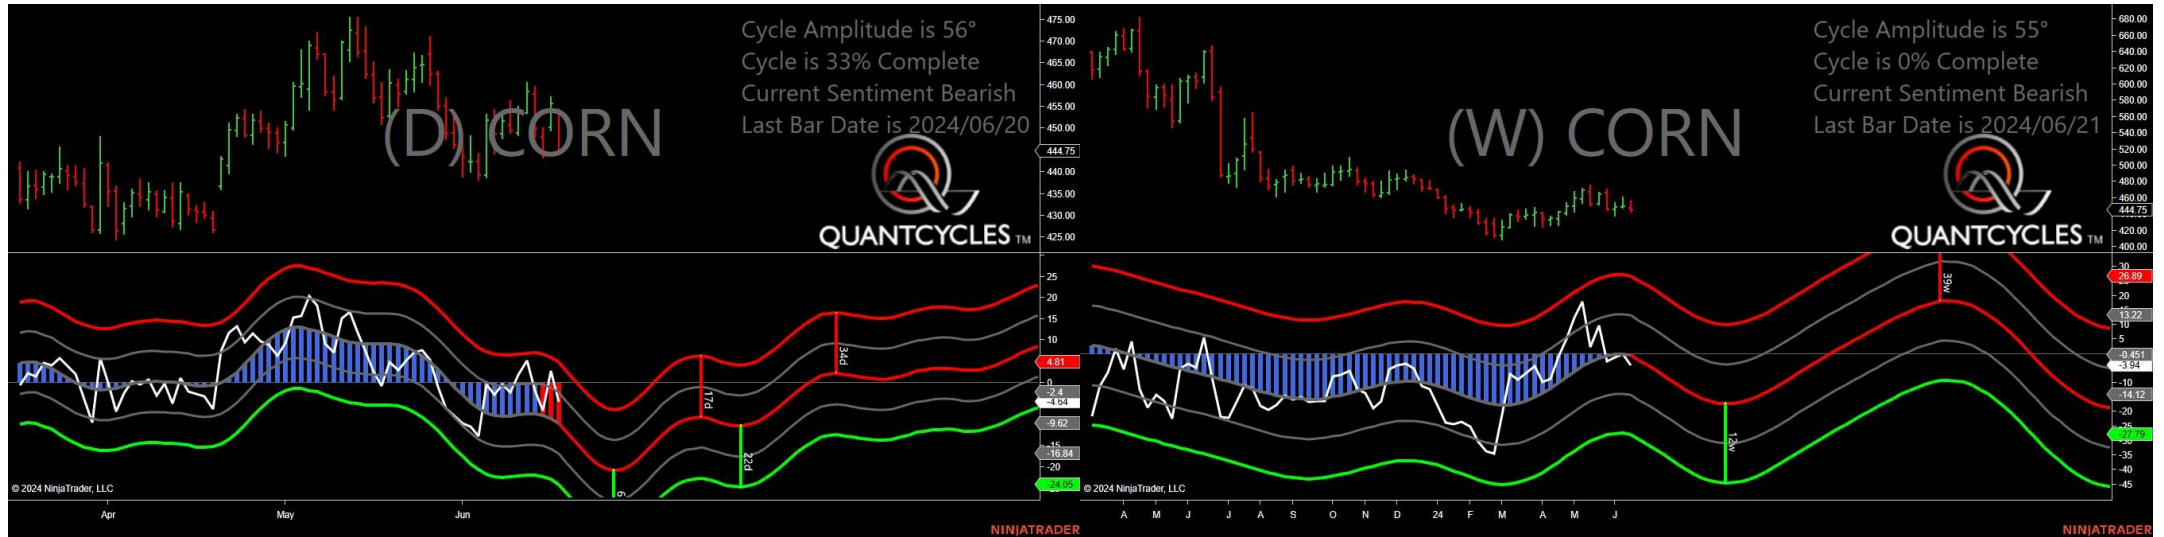 Cycle Amplitude is 56°
Cycle is 33% Complete
Current Sentiment Bearish
Last Bar Date is 2024/06/20
(D) CORN
QUANTCYCLES TM
475.00
470.00
465.00
460.00
455.00
450.00
444.75
440.00
435.00
430.00
425.00
25
20
15
10
4.81
0
-2.4
-4.64
-9.62
-15
-16.84
-20
-24.05
6
17d
22d
34d
© 2024 NinjaTrader, LLC
Apr
May
Jun
NINJATRADER
Cycle Amplitude is 55°
Cycle is 0% Complete
Current Sentiment Bearish
Last Bar Date is 2024/06/21
(W) CORN
QUANTCYCLES TM
680.00
660.00
640.00
620.00
600.00
580.00
560.00
540.00
520.00
500.00
480.00
460.00
444.75
420.00
400.00
30
26.89
20
13.22
10
5
-0.451
-3.94
-10
-14.12
-20
-27.79
-35
-40
-45
39w
12w
© 2024 NinjaTrader, LLC
A M J J A S O N D 24 F M A M J
NINJATRADER